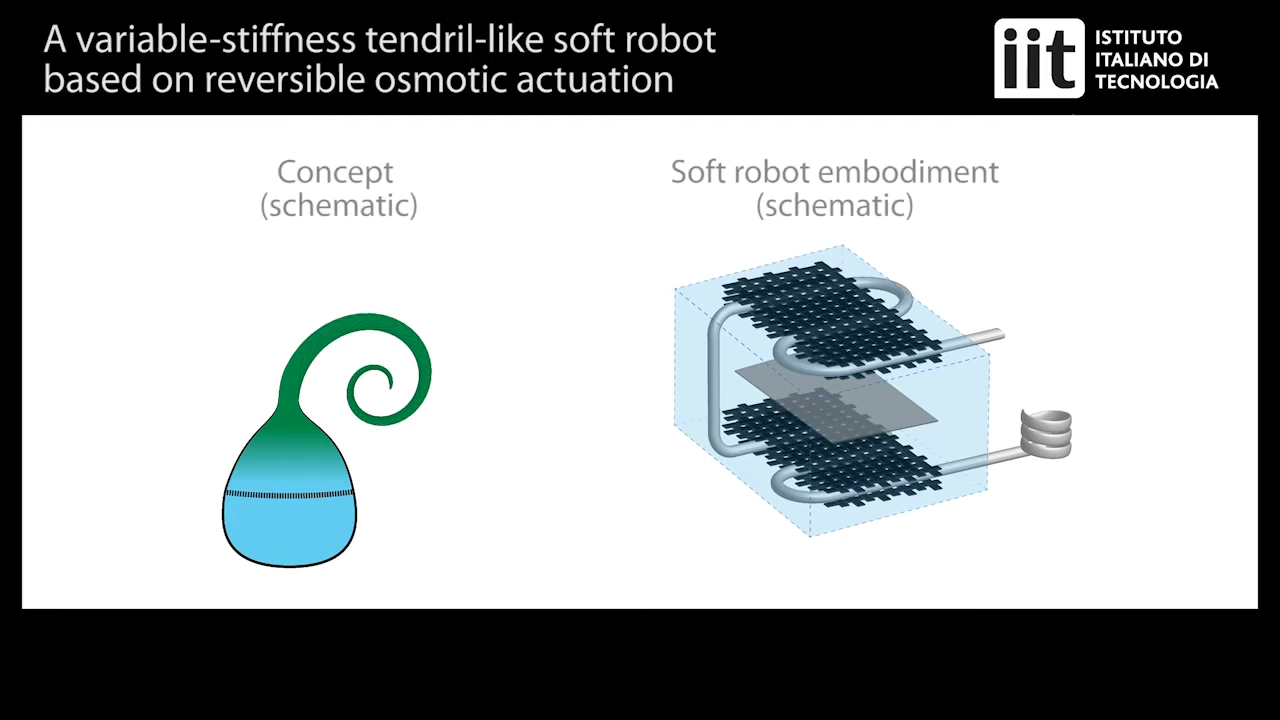 A variable-stiffness tendril-like soft robot
based on reversible osmotic actuation
iit
ISTITUTO
ITALIANO DI
TECNOLOGIA
Concept
(schematic)
Soft robot embodiment
(schematic)